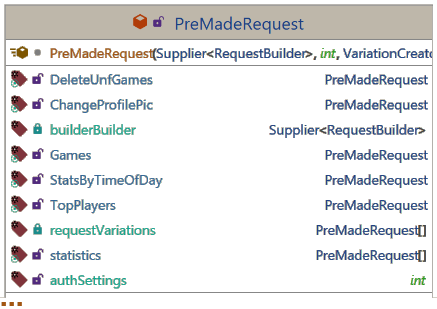 PreMadeRequest
PreMadeRequest(Supplier<RequestBuilder>, int, VariationCreato
DeleteUnfGames PreMadeRequest
ChangeProfilePic PreMadeRequest
builderBuilder Supplier<RequestBuilder>
Games PreMadeRequest
StatsByTimeOfDay PreMadeRequest
TopPlayers PreMadeRequest
requestVariations PreMadeRequest[]
statistics PreMadeRequest[]
authSettings int